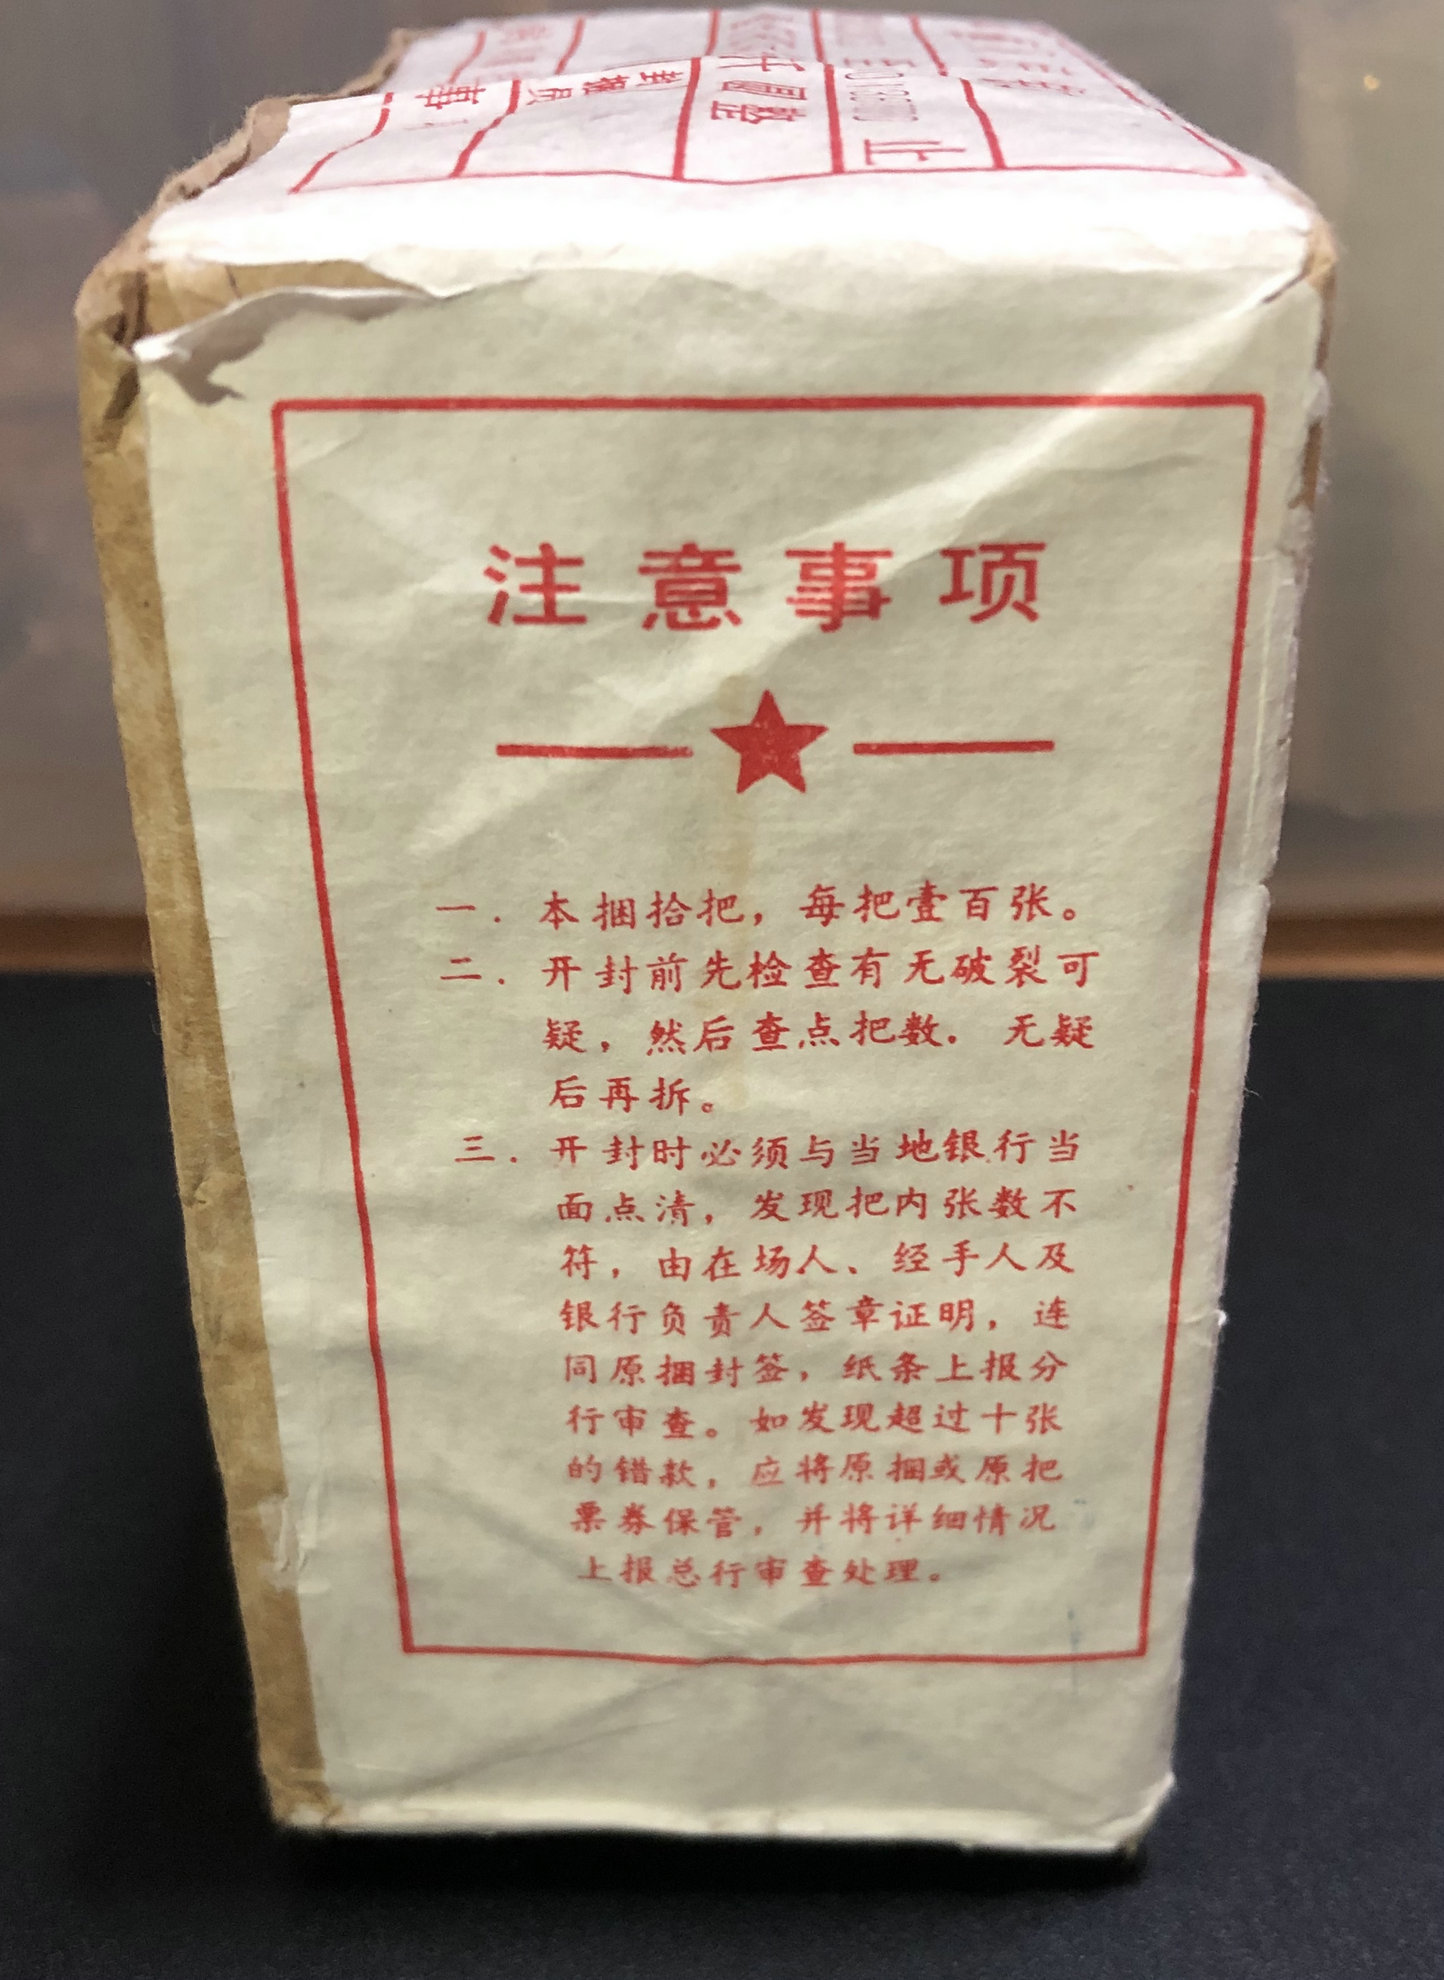 封捆员
整
止
注意事项
一．本捆拾把，每把壹百张。
二．开封前先检查有无破裂可
疑，然后查点把数．无疑
后再拆。
三．开封时必须与当地银行当
面点清，发现把内张数不
符，由在场人、经手人及
银行负责人签章证明，连
同原捆封签，纸条上报分
行审查。如发现超过十张
的错款，应将原捆或原把
票券保管，并将详细情况
上报总行审查处理。